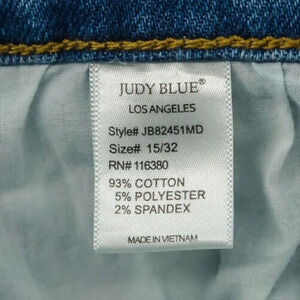 JUDY BLUE®
LOS ANGELES
Style# JB82451MD
Size# 15/32
RN# 116380
93% COTTON
5% POLYESTER
2% SPANDEX
MADE IN VIETNAM